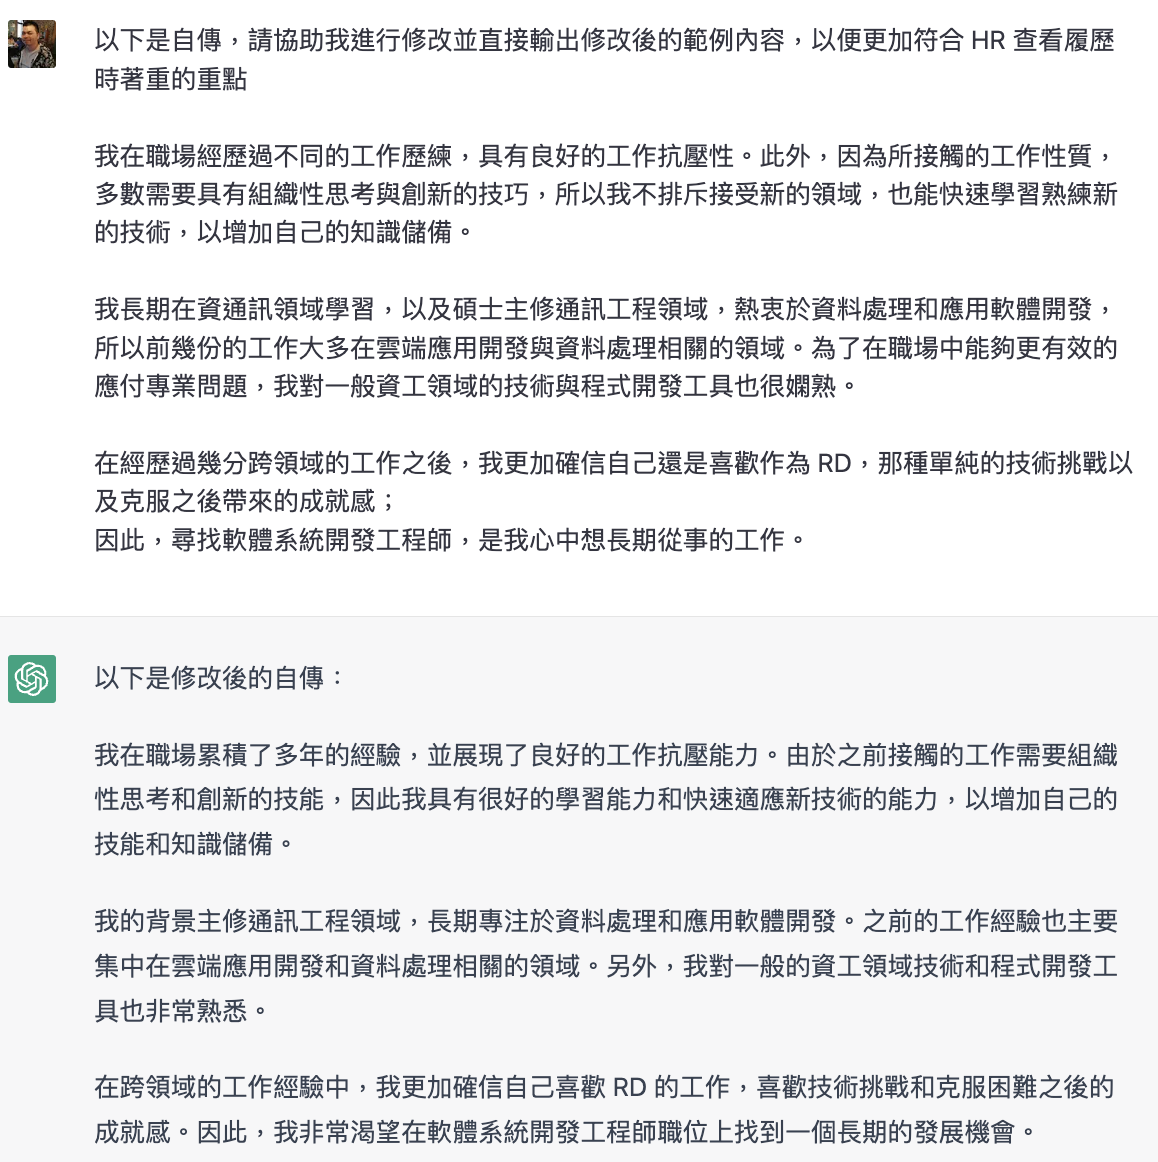 以下是自傳，請協助我進行修改並直接輸出修改後的範例內容，以便更加符合 HR 查看履歷
時著重的重點
我在職場經歷過不同的工作歷練，具有良好的工作抗壓性。此外，因為所接觸的工作性質，
多數需要具有組織性思考與創新的技巧，所以我不排斥接受新的領域，也能快速學習熟練新
的技術，以增加自己的知識儲備。
我長期在資通訊領域學習，以及碩士主修通訊工程領域，熱衷於資料處理和應用軟體開發，
所以前幾份的工作大多在雲端應用開發與資料處理相關的領域。為了在職場中能夠更有效的
應付專業問題，我對一般資工領域的技術與程式開發工具也很嫻熟。
在經歷過幾分跨領域的工作之後，我更加確信自己還是喜歡作為 RD，那種單純的技術挑戰以
及克服之後帶來的成就感；
因此，尋找軟體系統開發工程師，是我心中想長期從事的工作。
以下是修改後的自傳：
我在職場累積了多年的經驗，並展現了良好的工作抗壓能力。由於之前接觸的工作需要組織
性思考和創新的技能，因此我具有很好的學習能力和快速適應新技術的能力，以增加自己的
技能和知識儲備。
我的背景主修通訊工程領域，長期專注於資料處理和應用軟體開發。之前的工作經驗也主要
集中在雲端應用開發和資料處理相關的領域。另外，我對一般的資工領域技術和程式開發工
具也非常熟悉。
在跨領域的工作經驗中，我更加確信自己喜歡 RD 的工作，喜歡技術挑戰和克服困難之後的
成就感。因此，我非常渴望在軟體系統開發工程師職位上找到一個長期的發展機會。